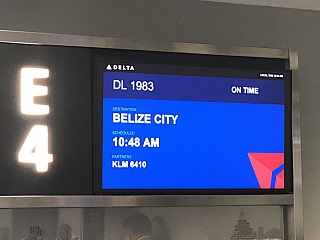 E
4
DELTA
DL 1983
ON TIME
DESTINATION
BELIZE CITY
SCHEDULED
10:48 AM
PARTNERS
KLM 6410